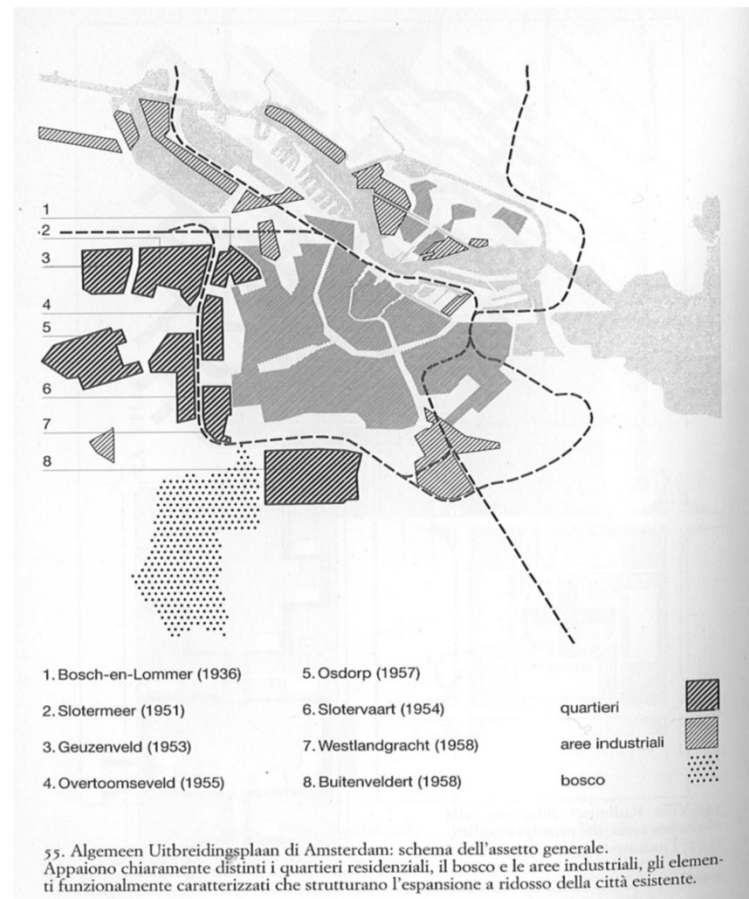 1
2
3
4
5
6
7
8
1. Bosch-en-Lommer (1936)
2. Slotermeer (1951)
3. Geuzenveld (1953)
4. Overtoomseveld (1955)
5. Osdorp (1957)
6. Slotervaart (1954)
7. Westlandgracht (1958)
8. Buitenveldert (1958)
quartieri
aree industriali
bosco
55. Algemeen Uitbreidingsplaan di Amsterdam: schema dell'assetto generale.
Appaiono chiaramente distinti i quartieri residenziali, il bosco e le aree industriali, gli elemen-
ti funzionalmente caratterizzati che strutturano l'espansione a ridosso della città esistente.